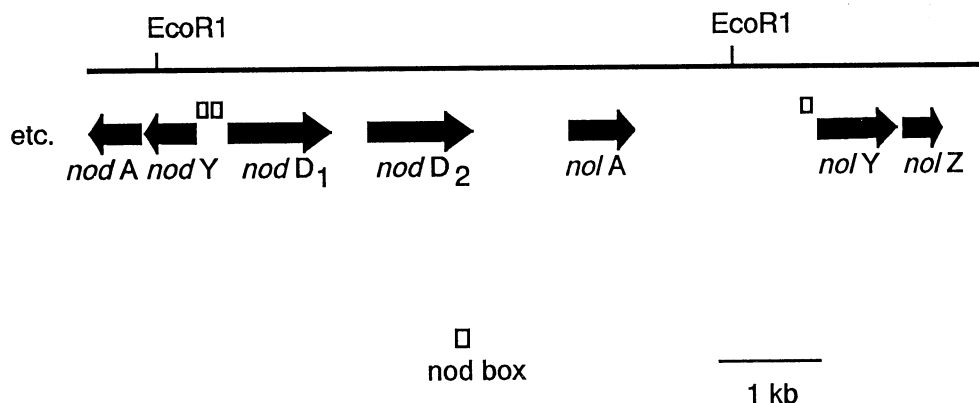 EcoR1
EcoR1
etc.
nod A nod Y nod D1 nod D2 nol A nol Y nol Z
nod box
1 kb